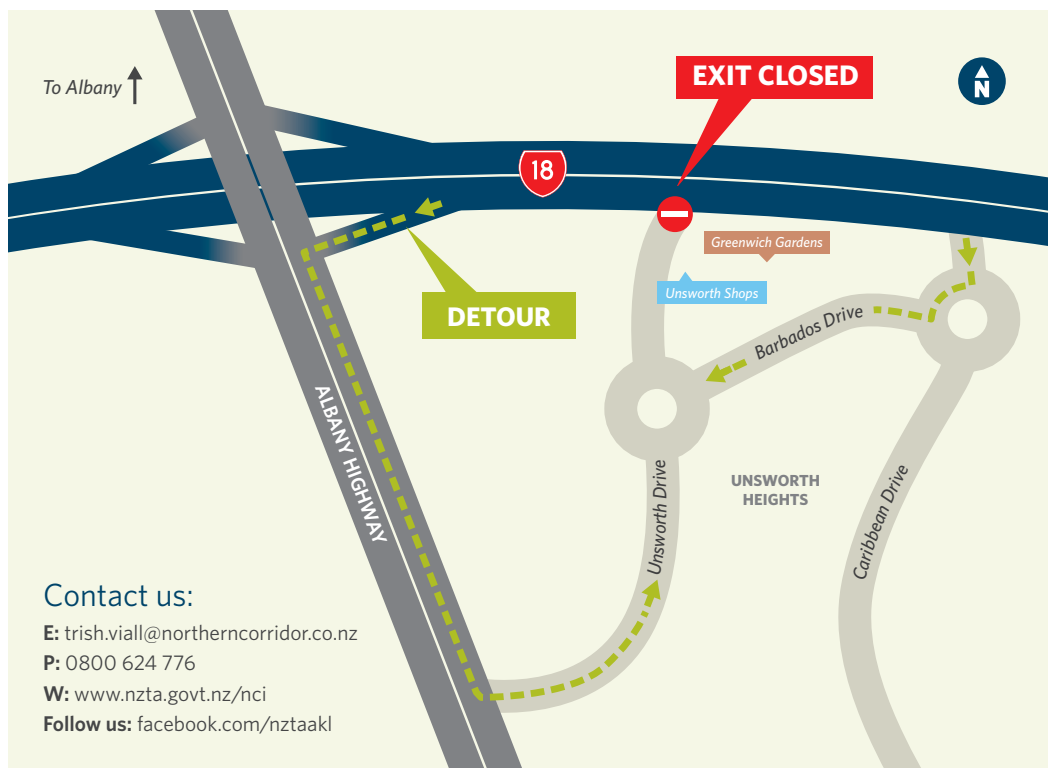 To Albany
EXIT CLOSED
N
18
Greenwich Gardens
Unsworth Shops
DETOUR
Barbados Drive
ALBANY HIGHWAY
Unsworth Drive
UNSWORTH
HEIGHTS
Caribbean Drive
Contact us:
E: trish.viall@northerncorridor.co.nz
P: 0800 624 776
W: www.nzta.govt.nz/nci
Follow us: facebook.com/nztaakl